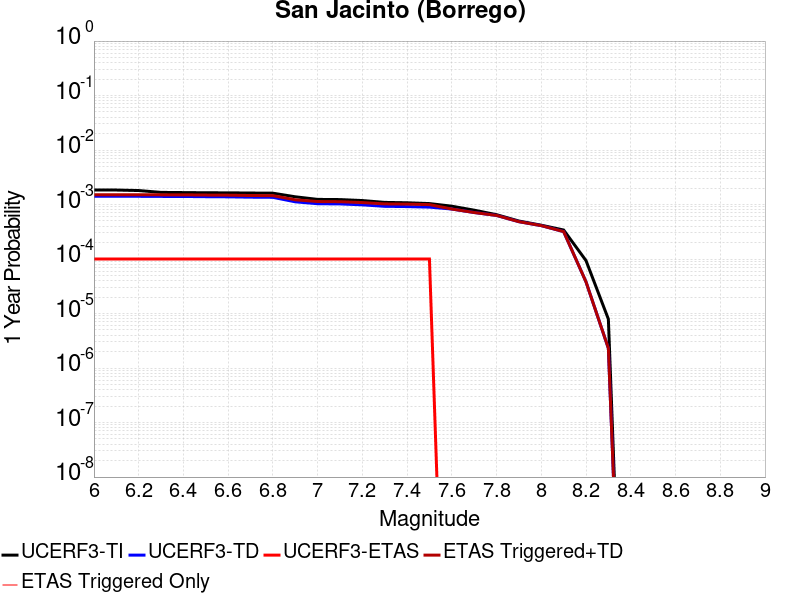 San Jacinto (Borrego)
10^0
10^-1
10^-2
10^-3
10^-4
10^-5
10^-6
10^-7
10^-8
1 Year Probability
6 6.2 6.4 6.6 6.8 7 7.2 7.4 7.6 7.8 8 8.2 8.4 8.6 8.8 9
Magnitude
UCERF3-TI UCERF3-TD UCERF3-ETAS ETAS Triggered+TD
ETAS Triggered Only